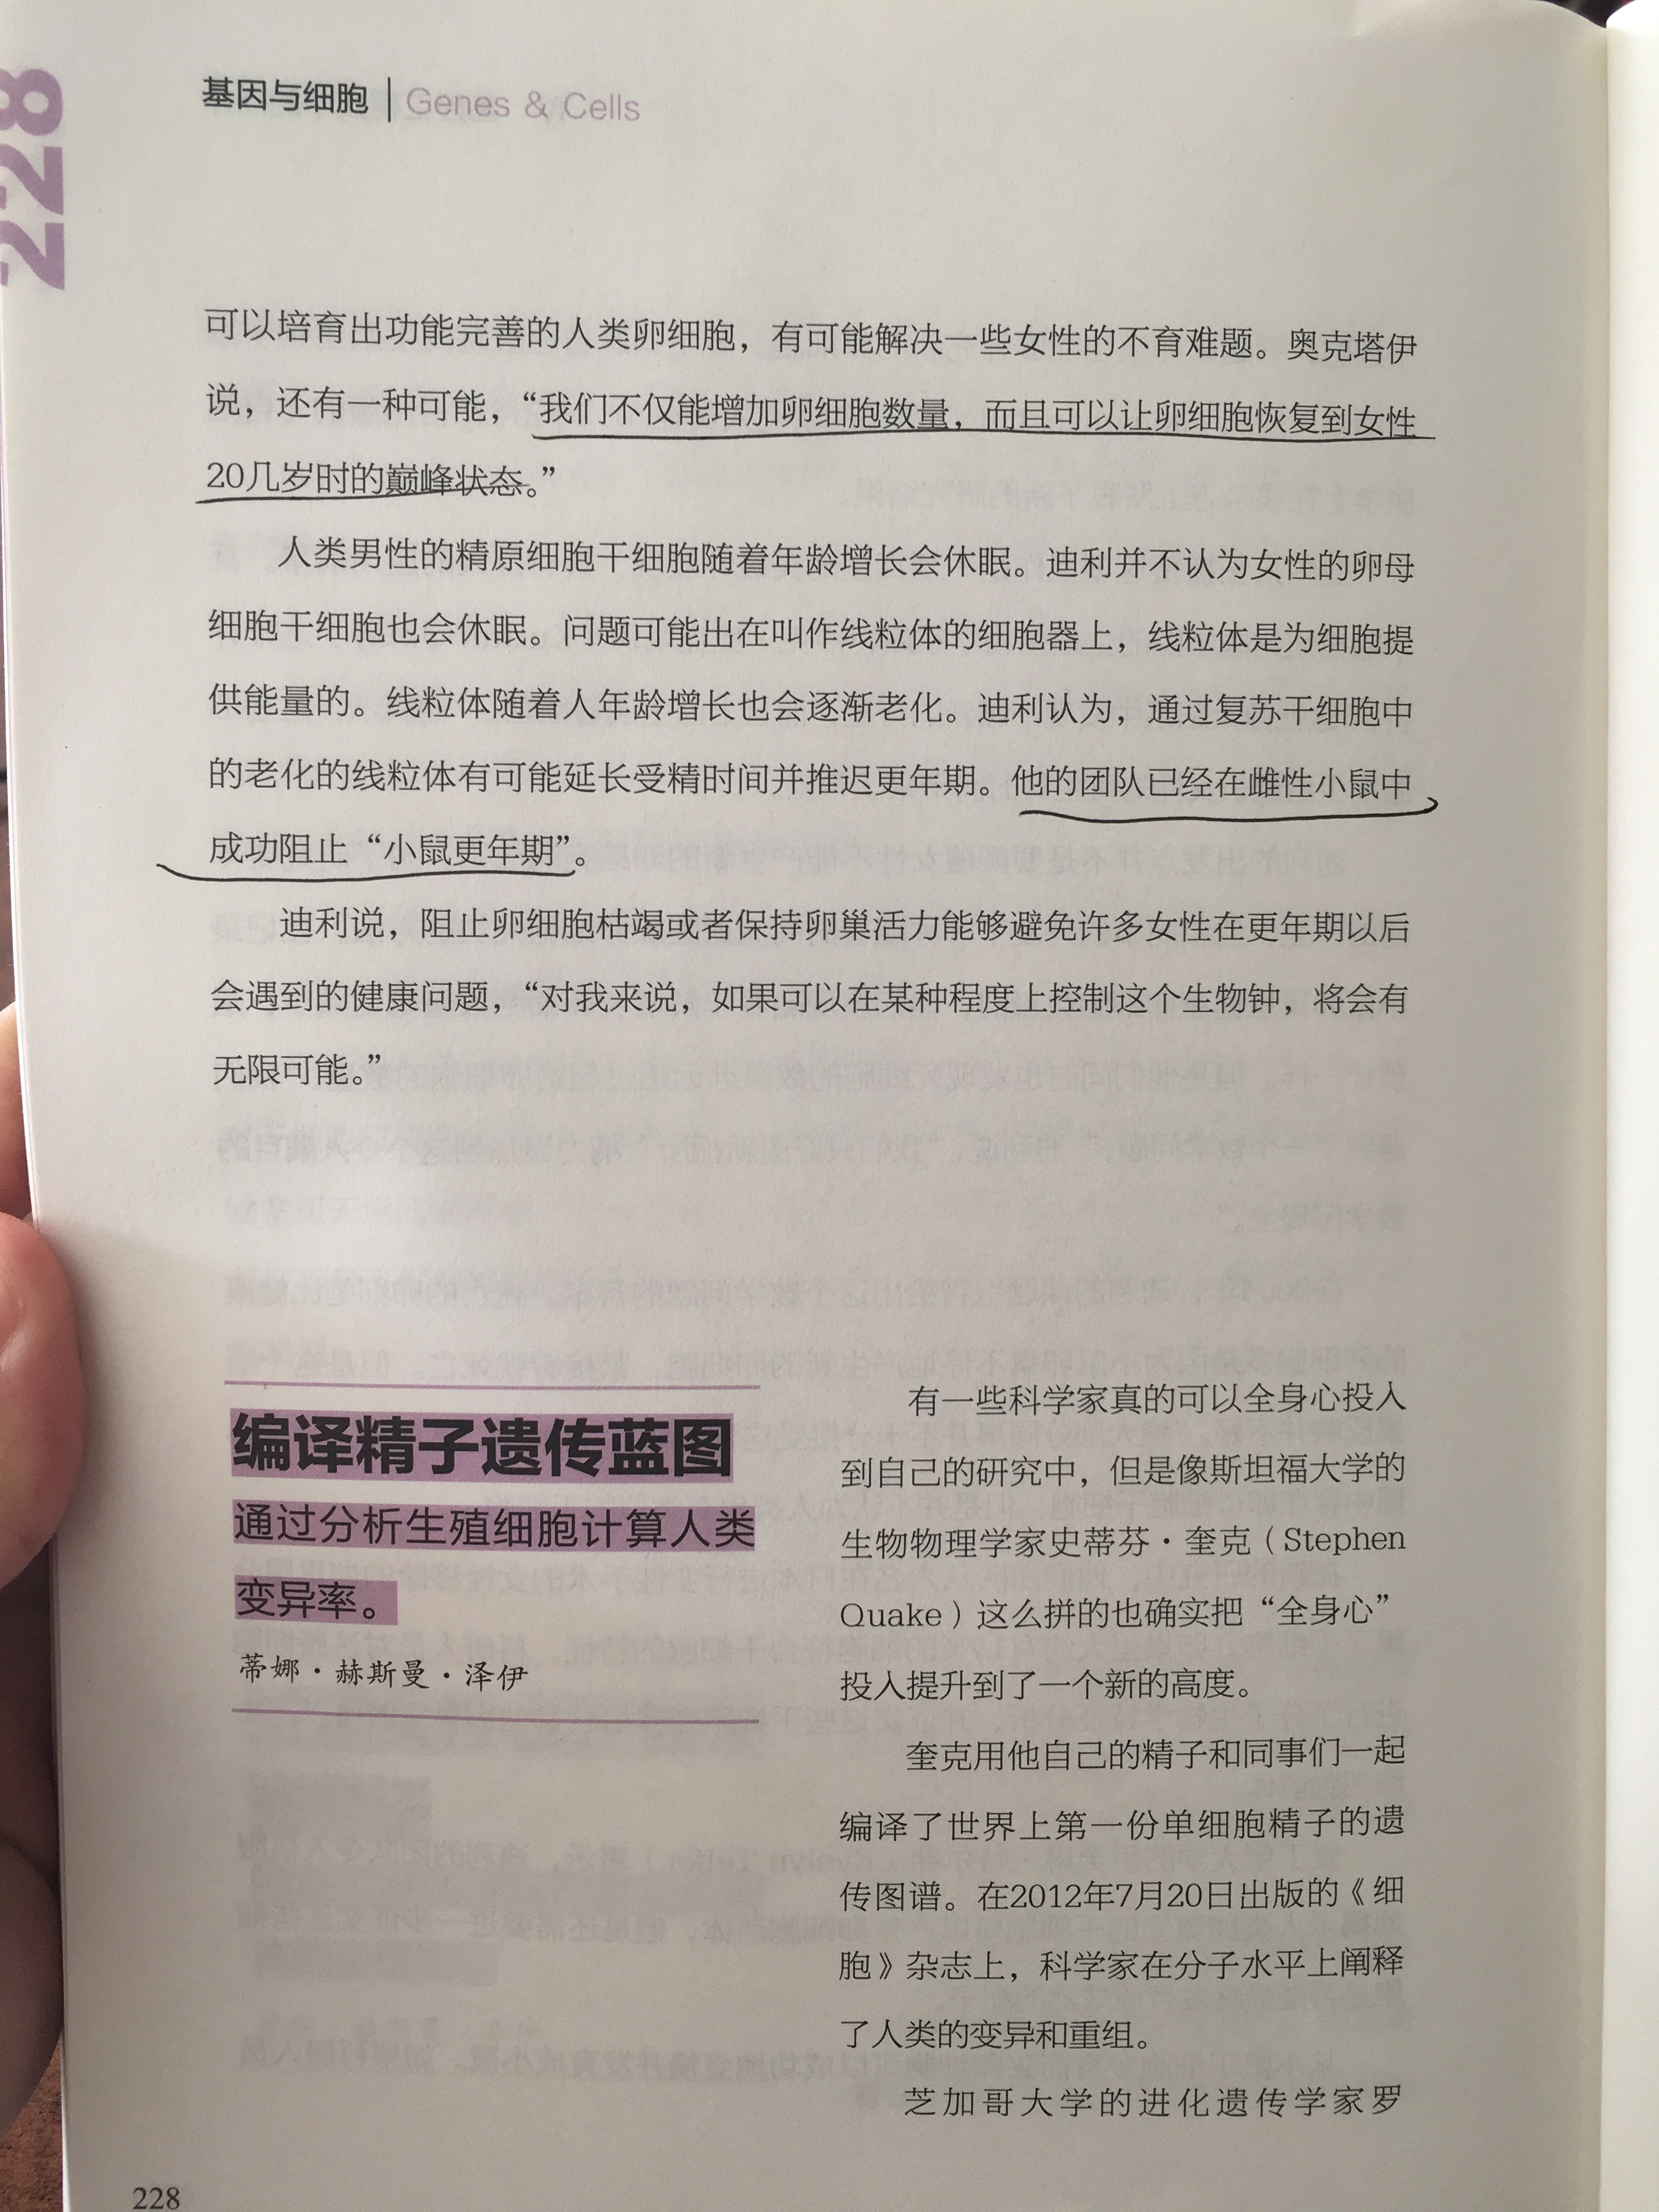 228
基因与细胞 | Genes & Cells
可以培育出功能完善的人类卵细胞，有可能解决一些女性的不育难题。奥克塔伊
说，还有一种可能，“我们不仅能增加卵细胞数量，而且可以让卵细胞恢复到女性
20几岁时的巅峰状态。”
人类男性的精原细胞干细胞随着年龄增长会休眠。迪利并不认为女性的卵母
细胞干细胞也会休眠。问题可能出在叫作线粒体的细胞器上，线粒体是为细胞提
供能量的。线粒体随着人年龄增长也会逐渐老化。迪利认为，通过复苏干细胞中
的老化的线粒体有可能延长受精时间并推迟更年期。他的团队已经在雌性小鼠中
成功阻止“小鼠更年期”。
迪利说，阻止卵细胞枯竭或者保持卵巢活力能够避免许多女性在更年期以后
会遇到的健康问题，“对我来说，如果可以在某种程度上控制这个生物钟，将会有
无限可能。”
编译精子遗传蓝图
通过分析生殖细胞计算人类
变异率。
蒂娜·赫斯曼·泽伊
有一些科学家真的可以全身心投入
到自己的研究中，但是像斯坦福大学的
生物物理学家史蒂芬·奎克（Stephen
Quake）这么拼的也确实把“全身心”
投入提升到了一个新的高度。
奎克用他自己的精子和同事们一起
编译了世界上第一份单细胞精子的遗
传图谱。在2012年7月20日出版的《细
胞》杂志上，科学家在分子水平上阐释
了人类的变异和重组。
芝加哥大学的进化遗传学家罗
228